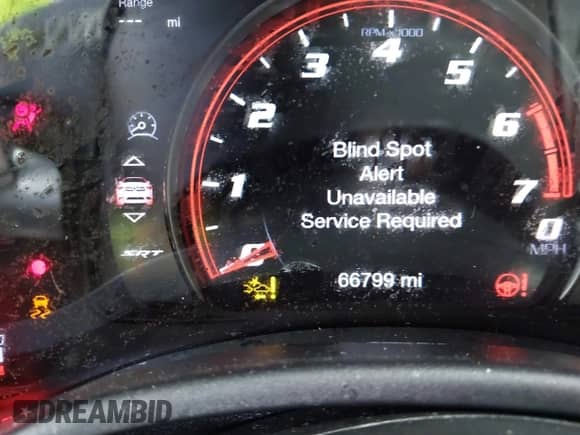 Range
--- mi
RPM x1000
4
3
5
2
6
Blind Spot
Alert
Unavailable
Service Required
1
7
0
MPH
SRT
0
66799 mi
DREAMBID